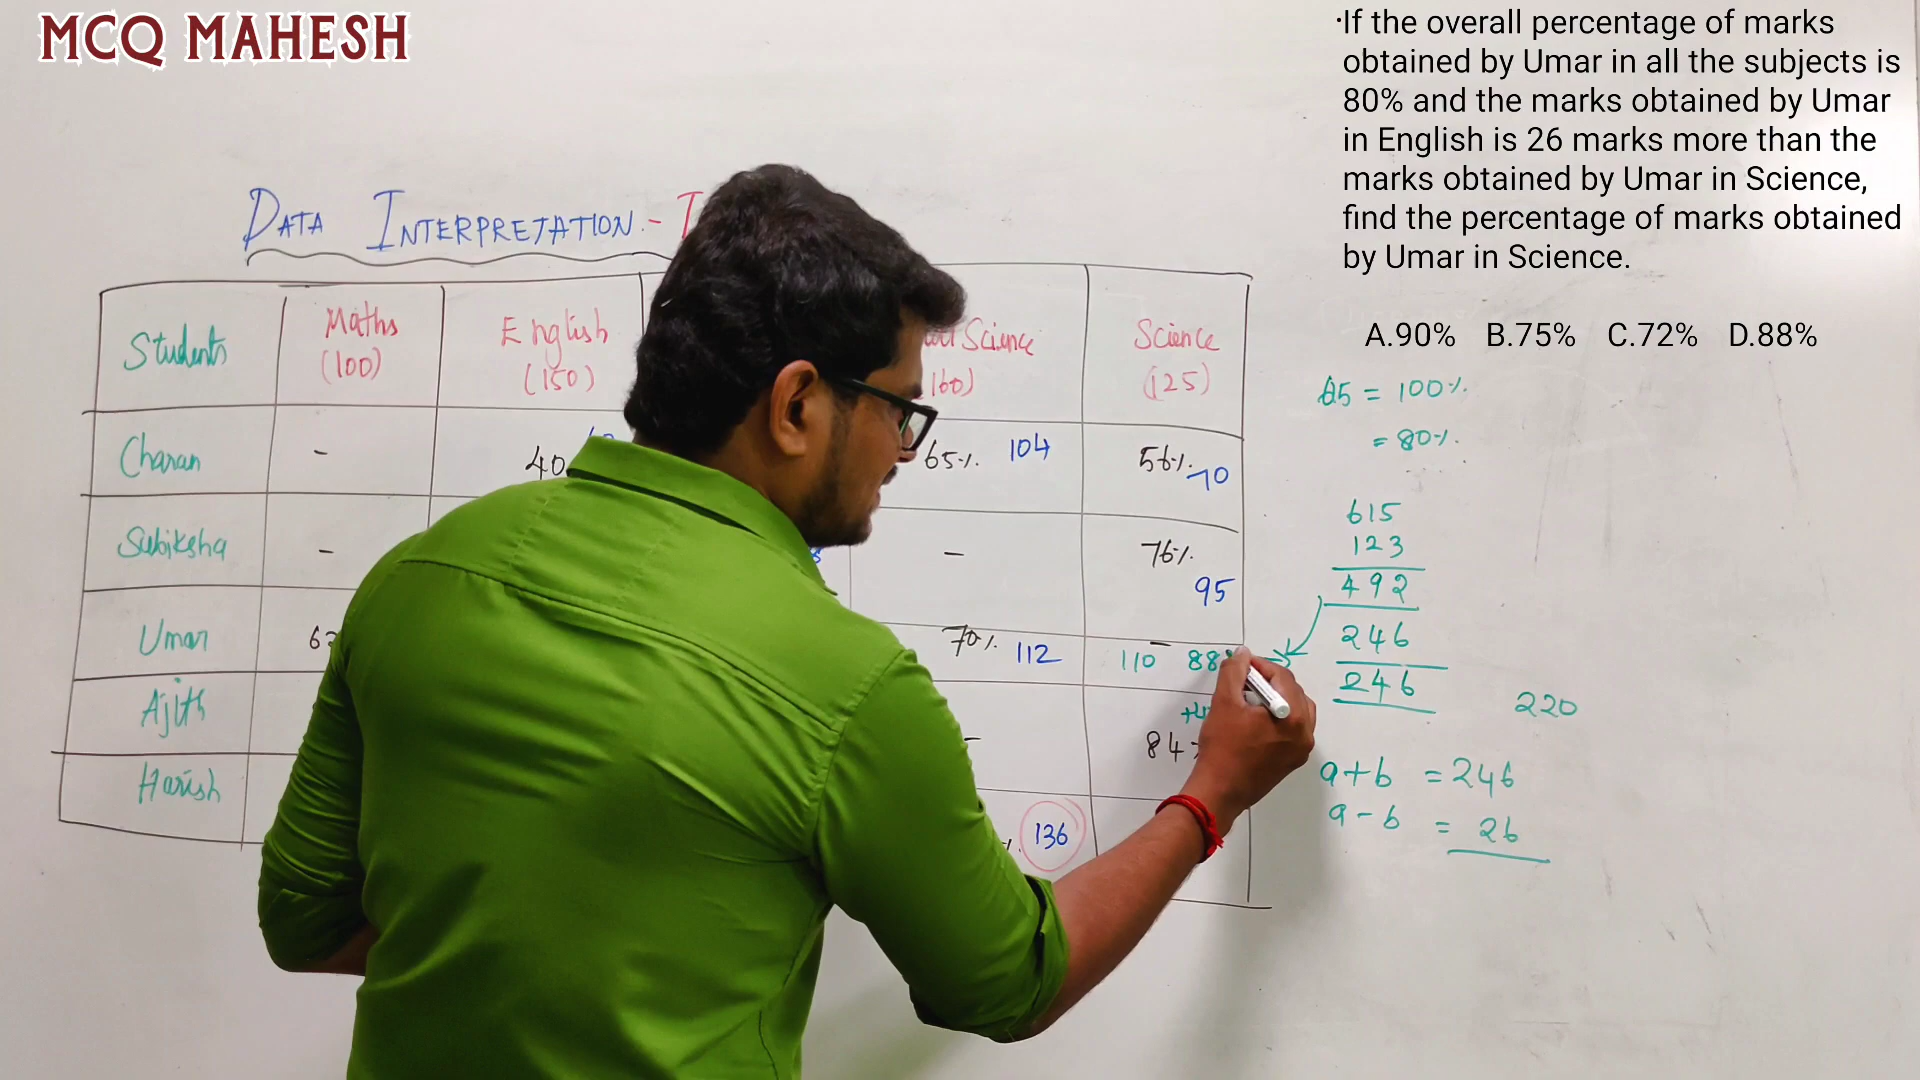 MCQ MAHESH
·If the overall percentage of marks
obtained by Umar in all the subjects is
80% and the marks obtained by Umar
in English is 26 marks more than the
marks obtained by Umar in Science,
find the percentage of marks obtained
by Umar in Science.
A.90% B.75% C.72% D.88%
DATA INTERPRETATION -
Students
Maths
(100)
English
(150)
Science
160)
Science
(125)
Charan
-
40
65%. 104
56%. 70
Subiksha
-
-
76%.
95
Umar
70%. 112
-
110 88
Ajith
-
84
Harish
136
= 100%.
= 80%.
615
123
492
246
246
220
a+b = 246
a-b = 26